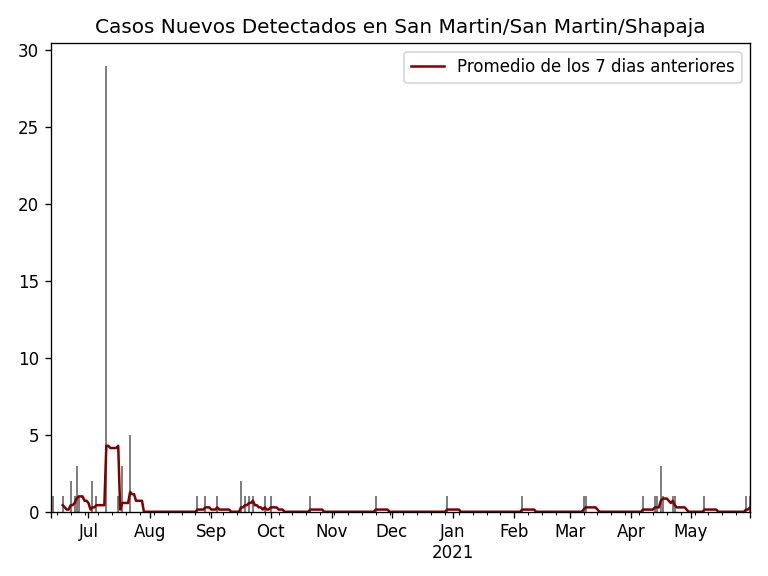 Casos Nuevos Detectados en San Martin/San Martin/Shapaja
Promedio de los 7 dias anteriores
30
25
20
15
10
5
0
Jul Aug Sep Oct Nov Dec Jan Feb Mar Apr May
2021